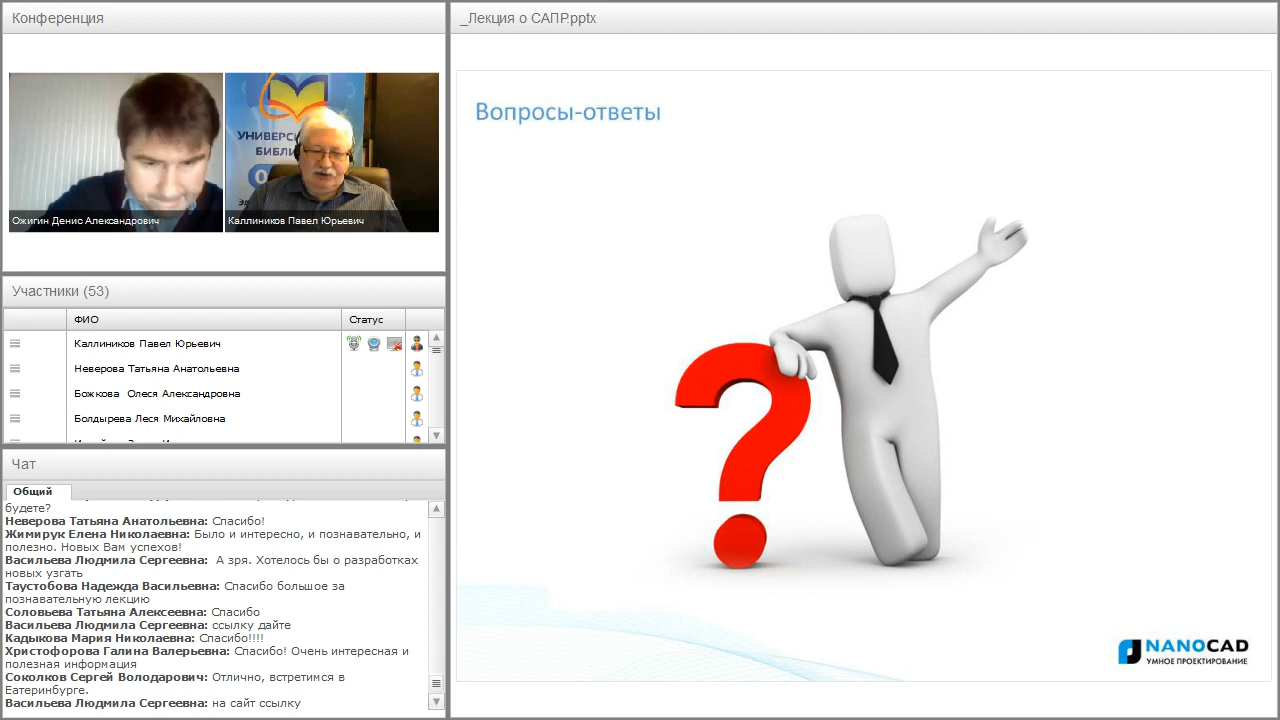 Конференция
Ожигин Денис Александрович
УНИВЕРС
БИБЛИ
Каллиников Павел Юрьевич
Участники (53)
ФИО
Статус
Каллиников Павел Юрьевич
Неверова Татьяна Анатольевна
Божкова Олеся Александровна
Болдырева Леся Михайловна
Чат
Общий
будете?
Неверова Татьяна Анатольевна: Спасибо!
Жимирук Елена Николаевна: Было и интересно, и познавательно, и
полезно. Новых Вам успехов!
Васильева Людмила Сергеевна: А зря. Хотелось бы о разработках
новых узгать
Таустобова Надежда Васильевна: Спасибо большое за
познавательную лекцию
Соловьева Татьяна Алексеевна: Спасибо
Васильева Людмила Сергеевна: ссылку дайте
Кадыкова Мария Николаевна: Спасибо!!!!
Христофорова Галина Валерьевна: Спасибо! Очень интересная и
полезная информация
Соколков Сергей Володарович: Отлично, встретимся в
Еатеринбурге.
Васильева Людмила Сергеевна: на сайт ссылку
_Лекция о САПР.pptx
Вопросы-ответы
NANOCAD
УМНОЕ ПРОЕКТИРОВАНИЕ